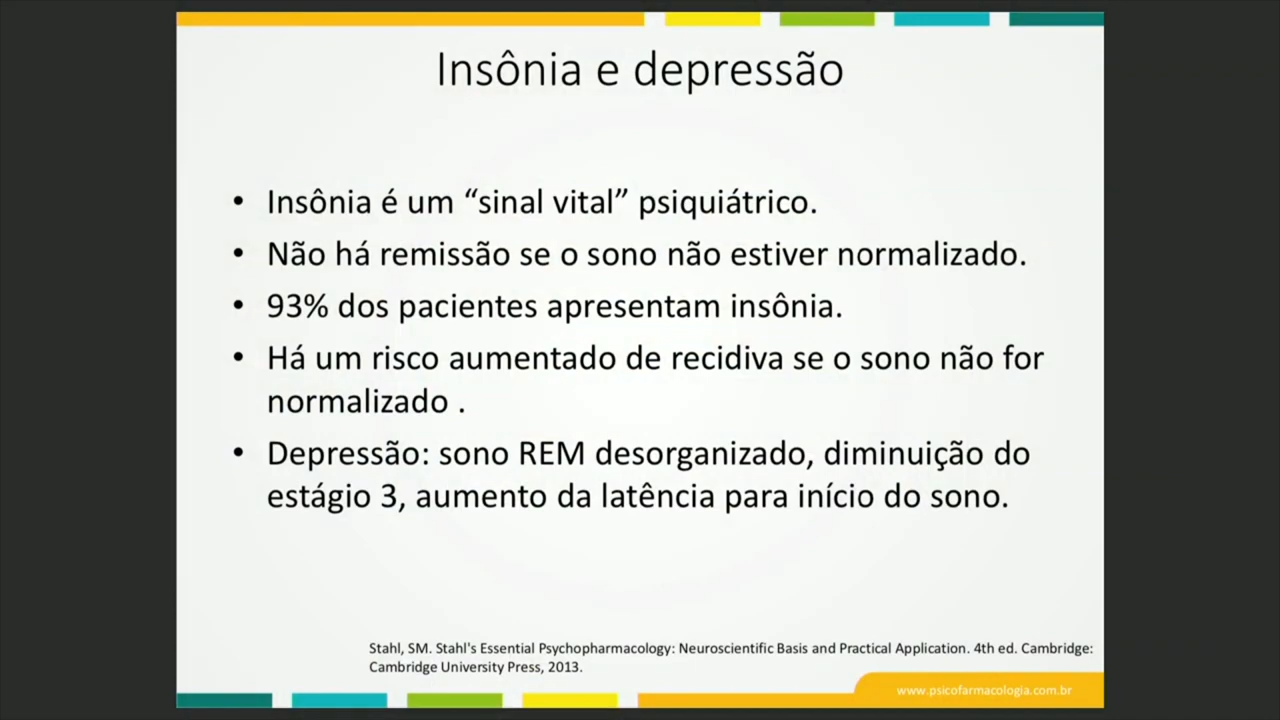 Insônia e depressão
• Insônia é um “sinal vital” psiquiátrico.
• Não há remissão se o sono não estiver normalizado.
• 93% dos pacientes apresentam insônia.
• Há um risco aumentado de recidiva se o sono não for
normalizado .
• Depressão: sono REM desorganizado, diminuição do
estágio 3, aumento da latência para início do sono.
Stahl, SM. Stahl's Essential Psychopharmacology: Neuroscientific Basis and Practical Application. 4th ed. Cambridge:
Cambridge University Press, 2013.
www.psicofarmacologia.com.br